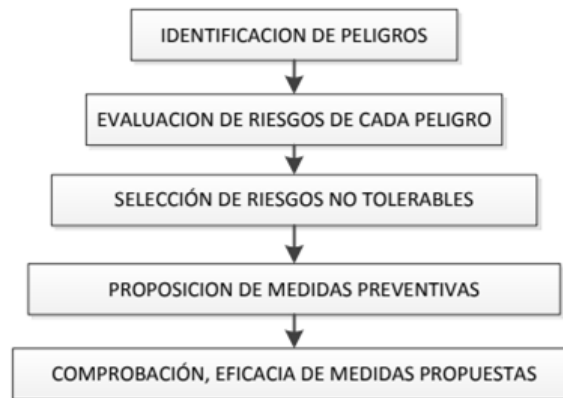 IDENTIFICACION DE PELIGROS
EVALUACION DE RIESGOS DE CADA PELIGRO
SELECCIÓN DE RIESGOS NO TOLERABLES
PROPOSICION DE MEDIDAS PREVENTIVAS
COMPROBACIÓN, EFICACIA DE MEDIDAS PROPUESTAS